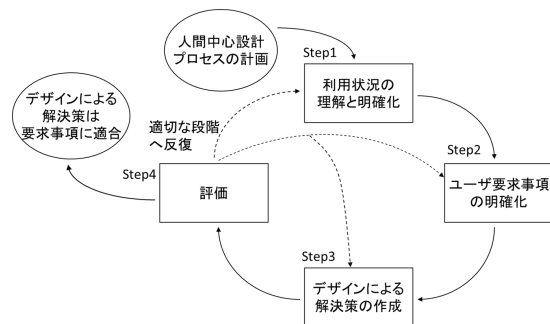 人間中心設計
プロセスの計画
Step1
利用状況の
理解と明確化
デザインによる
解決策は
要求事項に適合
適切な段階
へ反復
Step2
ユーザ要求事項
の明確化
Step4
評価
Step3
デザインによる
解決策の作成